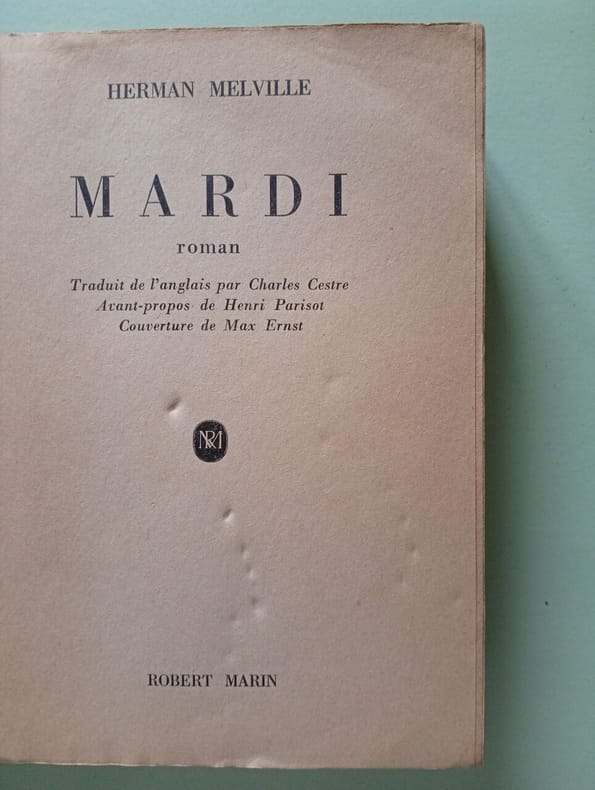 HERMAN MELVILLE
MARDI
roman
Traduit de l'anglais par Charles Cestre
Avant-propos de Henri Parisot
Couverture de Max Ernst
RM
ROBERT MARIN